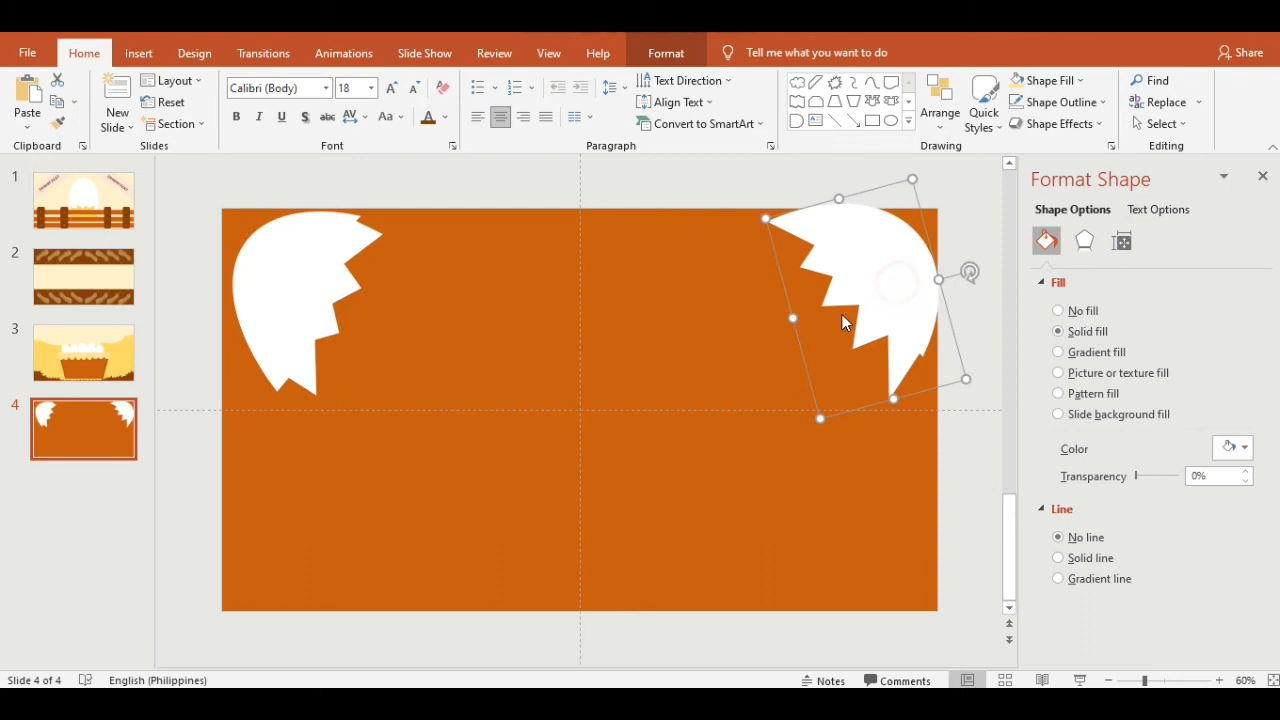 File Home Insert Design Transitions Animations Slide Show Review View Help Format Tell me what you want to do Share
Paste
Clipboard
New Slide
Layout
Reset
Section
Slides
Calibri (Body) 18
B I U S abc AV Aa A
Font
Text Direction
Align Text
Convert to SmartArt
Paragraph
Arrange
Quick Styles
Shape Fill
Shape Outline
Shape Effects
Drawing
Find
Replace
Select
Editing
1
2
3
4
Format Shape
Shape Options Text Options
Fill
No fill
Solid fill
Gradient fill
Picture or texture fill
Pattern fill
Slide background fill
Color
Transparency 0%
Line
No line
Solid line
Gradient line
Slide 4 of 4 English (Philippines) Notes Comments 60%